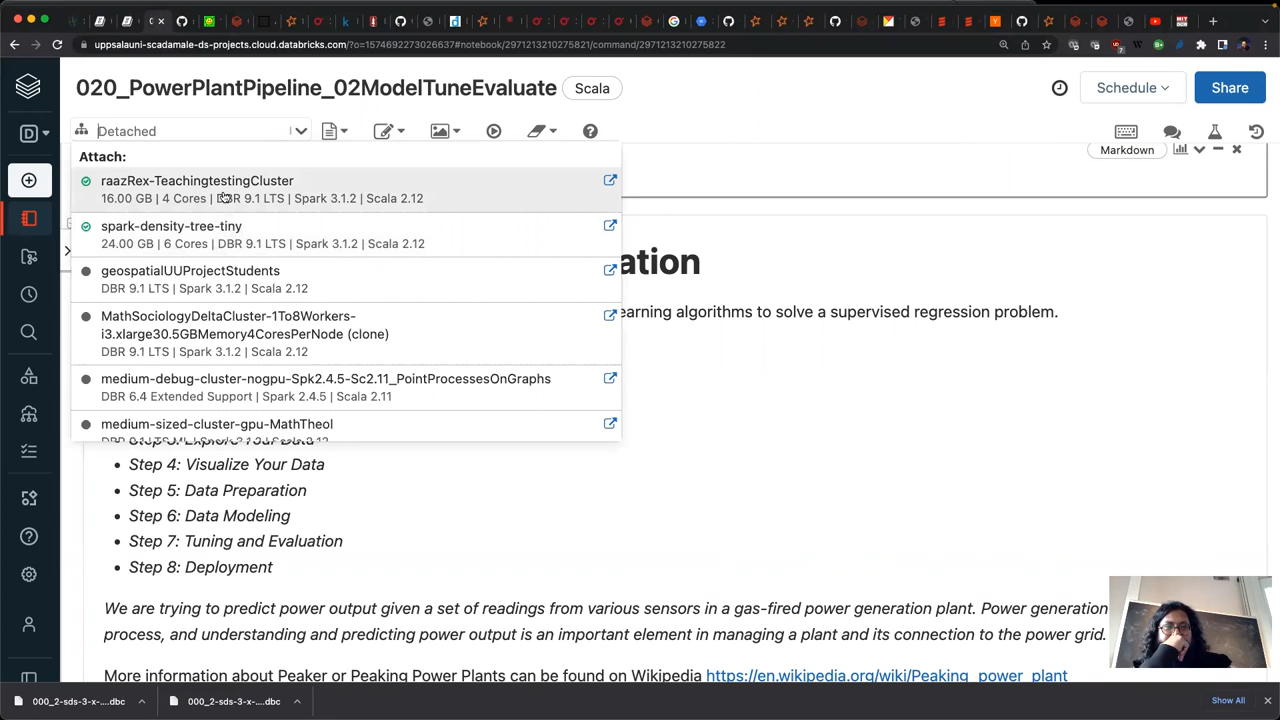 uppsalauni-scadamale-ds-projects.cloud.databricks.com/?o=1574692273026637#notebook/2971213210275821/command/2971213210275822
020_PowerPlantPipeline_02ModelTuneEvaluate
Scala
Schedule
Share
D
Detached
Markdown
Attach:
raazRex-TeachingtestingCluster
16.00 GB | 4 Cores | DBR 9.1 LTS | Spark 3.1.2 | Scala 2.12
spark-density-tree-tiny
24.00 GB | 6 Cores | DBR 9.1 LTS | Spark 3.1.2 | Scala 2.12
geospatialUUProjectStudents
DBR 9.1 LTS | Spark 3.1.2 | Scala 2.12
MathSociologyDeltaCluster-1To8Workers-
i3.xlarge30.5GBMemory4CoresPerNode (clone)
DBR 9.1 LTS | Spark 3.1.2 | Scala 2.12
medium-debug-cluster-nogpu-Spk2.4.5-Sc2.11_PointProcessesOnGraphs
DBR 6.4 Extended Support | Spark 2.4.5 | Scala 2.11
medium-sized-cluster-gpu-MathTheol
ation
earning algorithms to solve a supervised regression problem.
• Step 4: Visualize Your Data
• Step 5: Data Preparation
• Step 6: Data Modeling
• Step 7: Tuning and Evaluation
• Step 8: Deployment
We are trying to predict power output given a set of readings from various sensors in a gas-fired power generation plant. Power generation
process, and understanding and predicting power output is an important element in managing a plant and its connection to the power grid.
More information about Peaker or Peaking Power Plants can be found on Wikipedia https://en.wikipedia.org/wiki/Peaking_power_plant
000_2-sds-3-x-....dbc
000_2-sds-3-x-....dbc
Show All